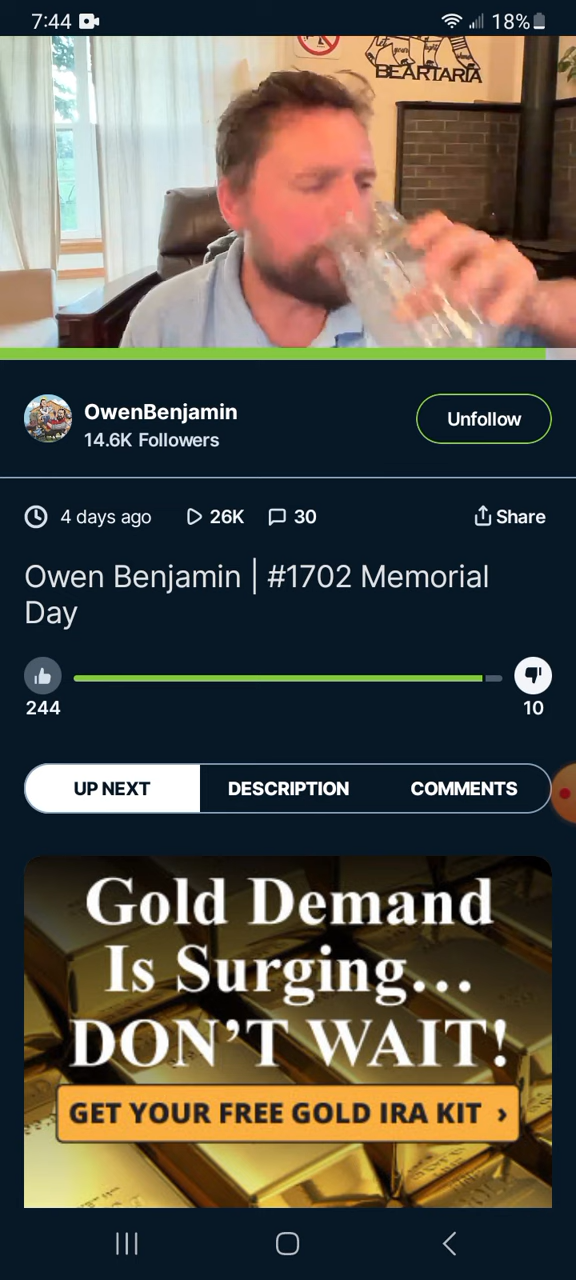 7:44
18%
BEARTARIA
OwenBenjamin
14.6K Followers
Unfollow
4 days ago
26K
30
Share
Owen Benjamin | #1702 Memorial
Day
244
10
UP NEXT
DESCRIPTION
COMMENTS
Gold Demand
Is Surging...
DON'T WAIT!
GET YOUR FREE GOLD IRA KIT ›